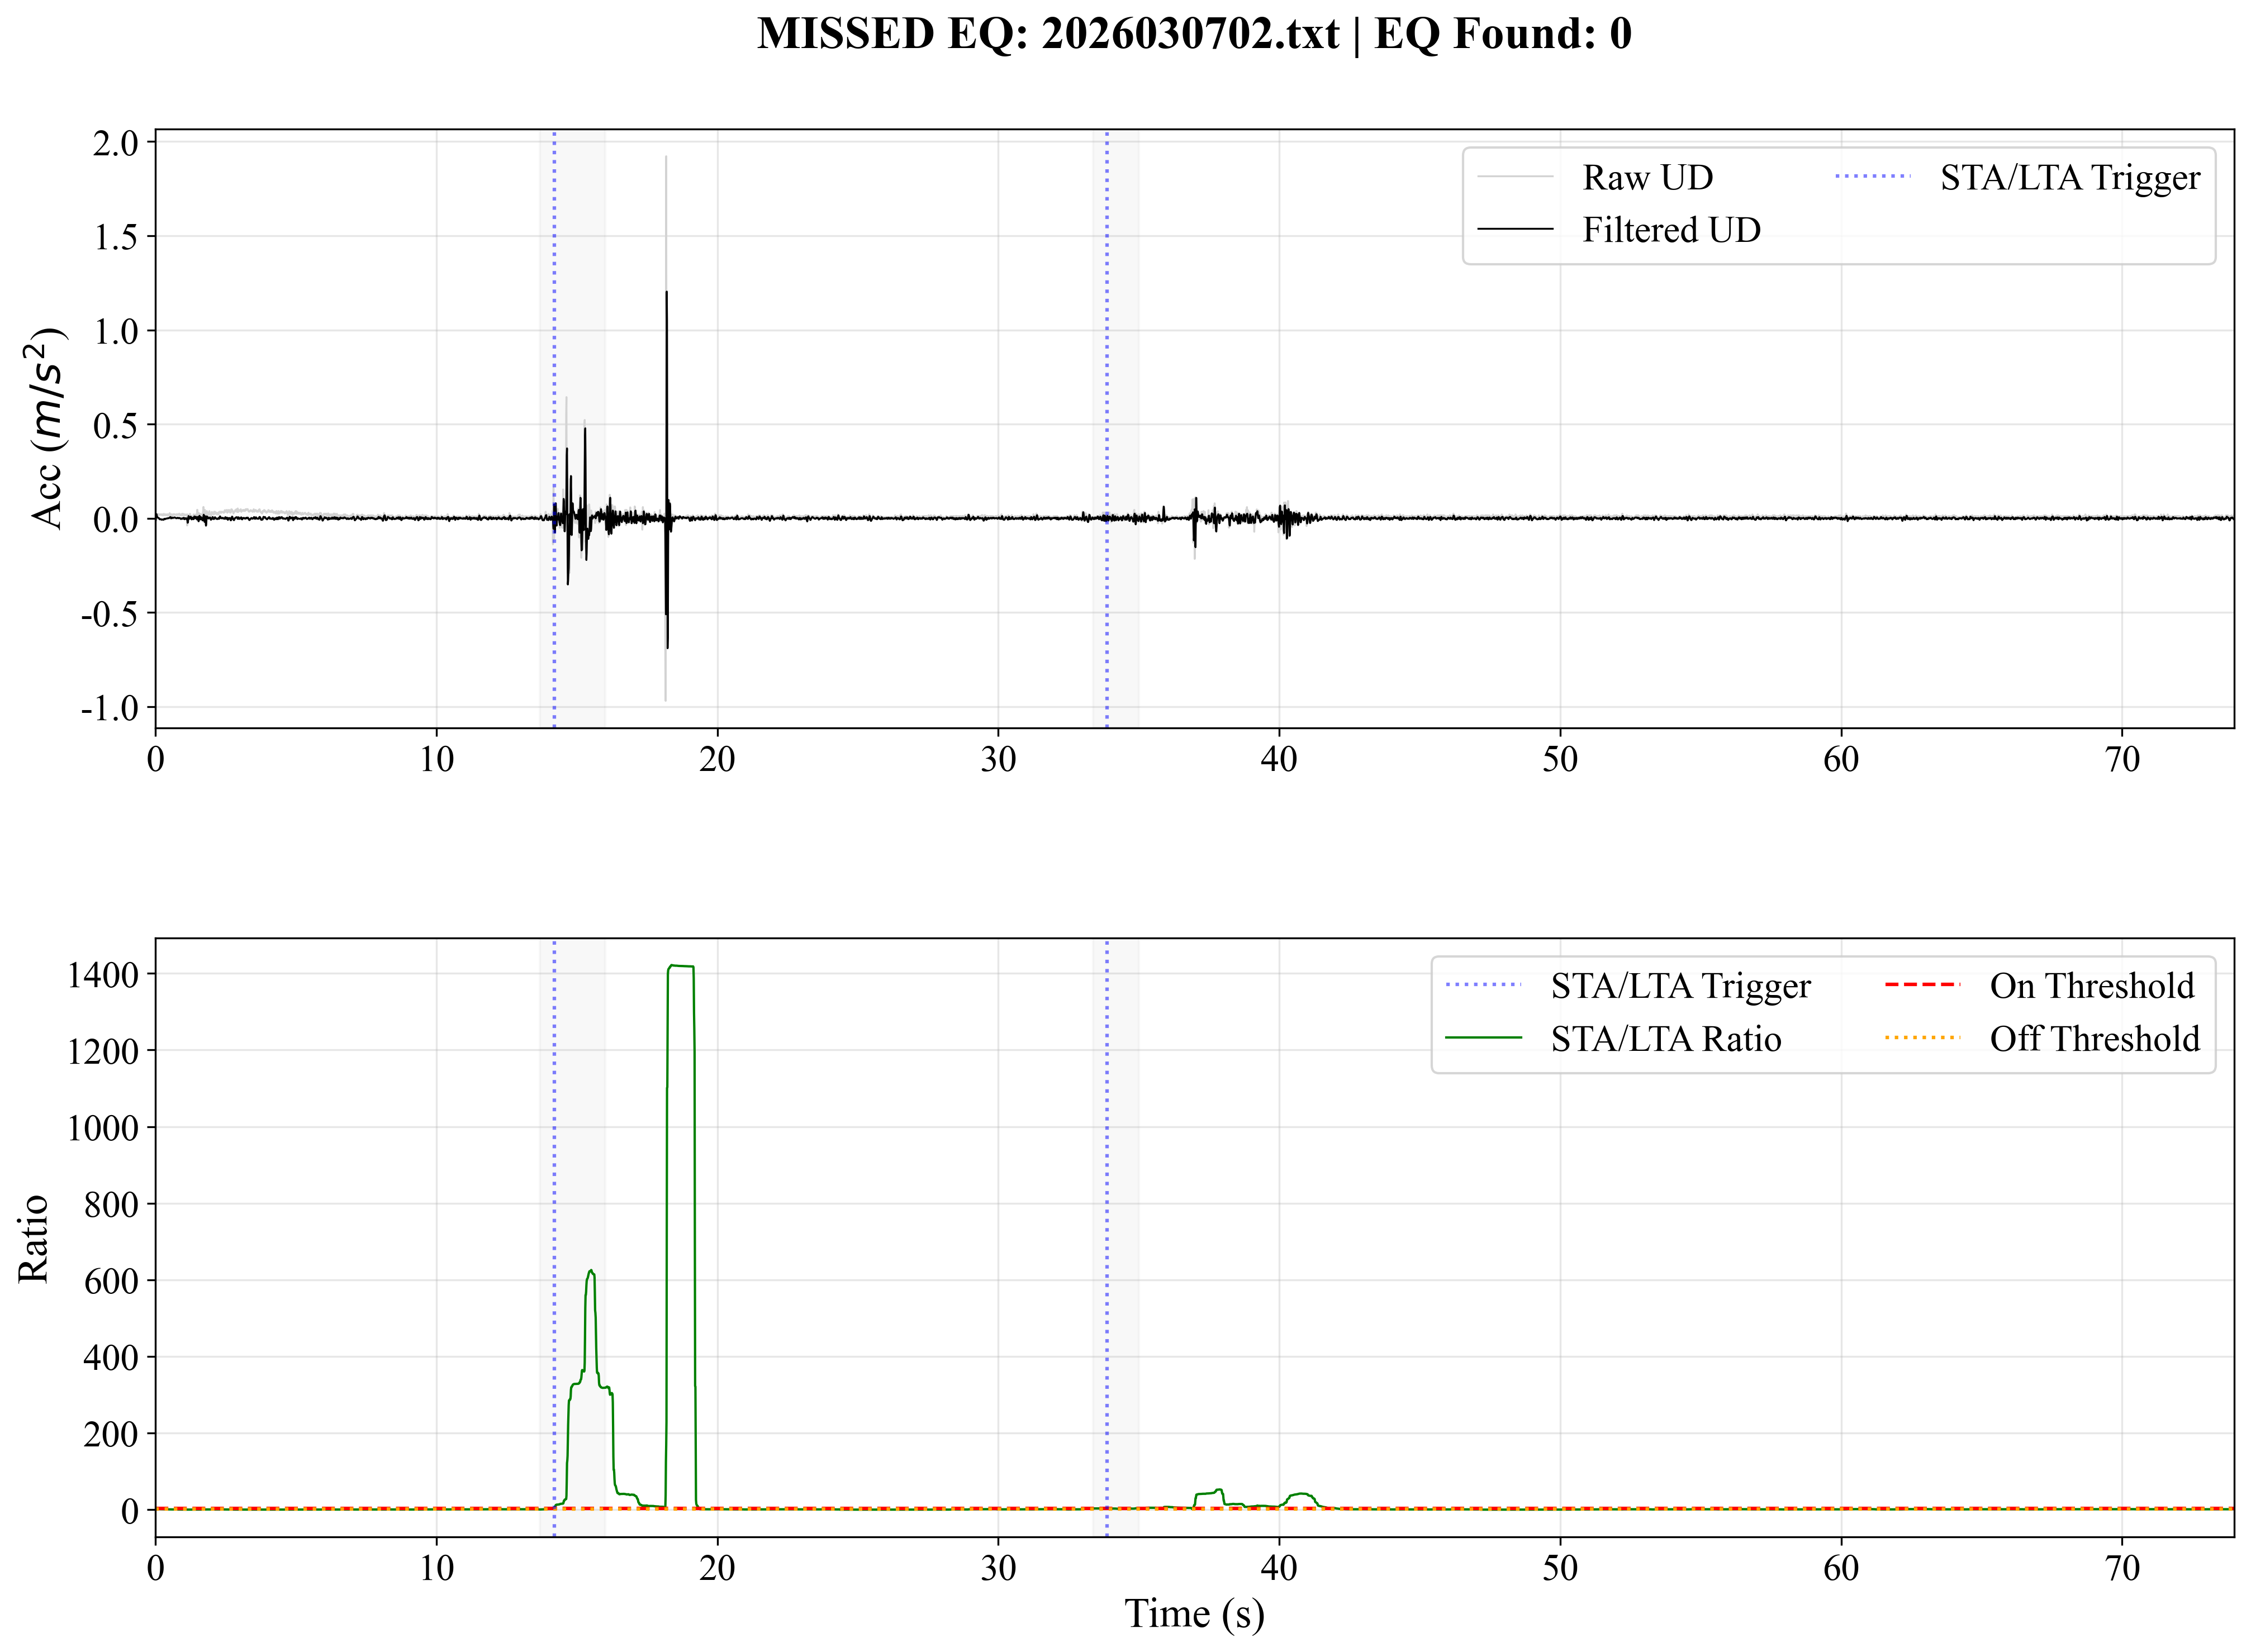 MISSED EQ: 2026030702.txt | EQ Found: 0
2.0
1.5
1.0
0.5
0.0
-0.5
-1.0
Acc (m/s²)
Raw UD
Filtered UD
STA/LTA Trigger
0 10 20 30 40 50 60 70
1400
1200
1000
800
600
400
200
0
Ratio
STA/LTA Trigger
STA/LTA Ratio
On Threshold
Off Threshold
0 10 20 30 40 50 60 70
Time (s)